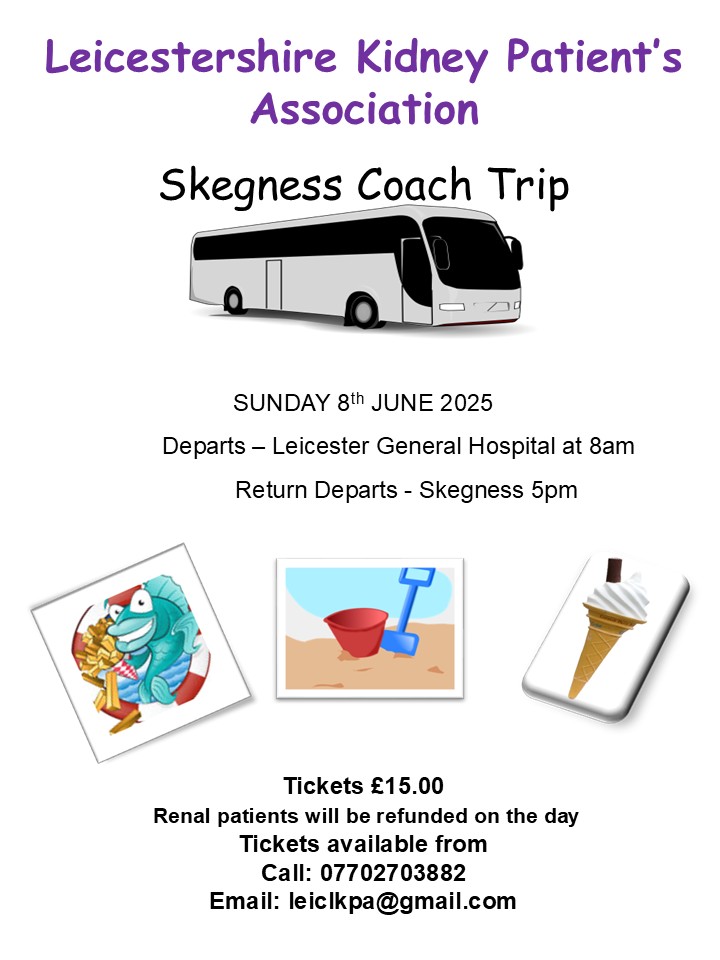 Leicestershire Kidney Patient's
Association
Skegness Coach Trip
SUNDAY 8th JUNE 2025
Departs – Leicester General Hospital at 8am
Return Departs - Skegness 5pm
Tickets £15.00
Renal patients will be refunded on the day
Tickets available from
Call: 07702703882
Email: leiclkpa@gmail.com